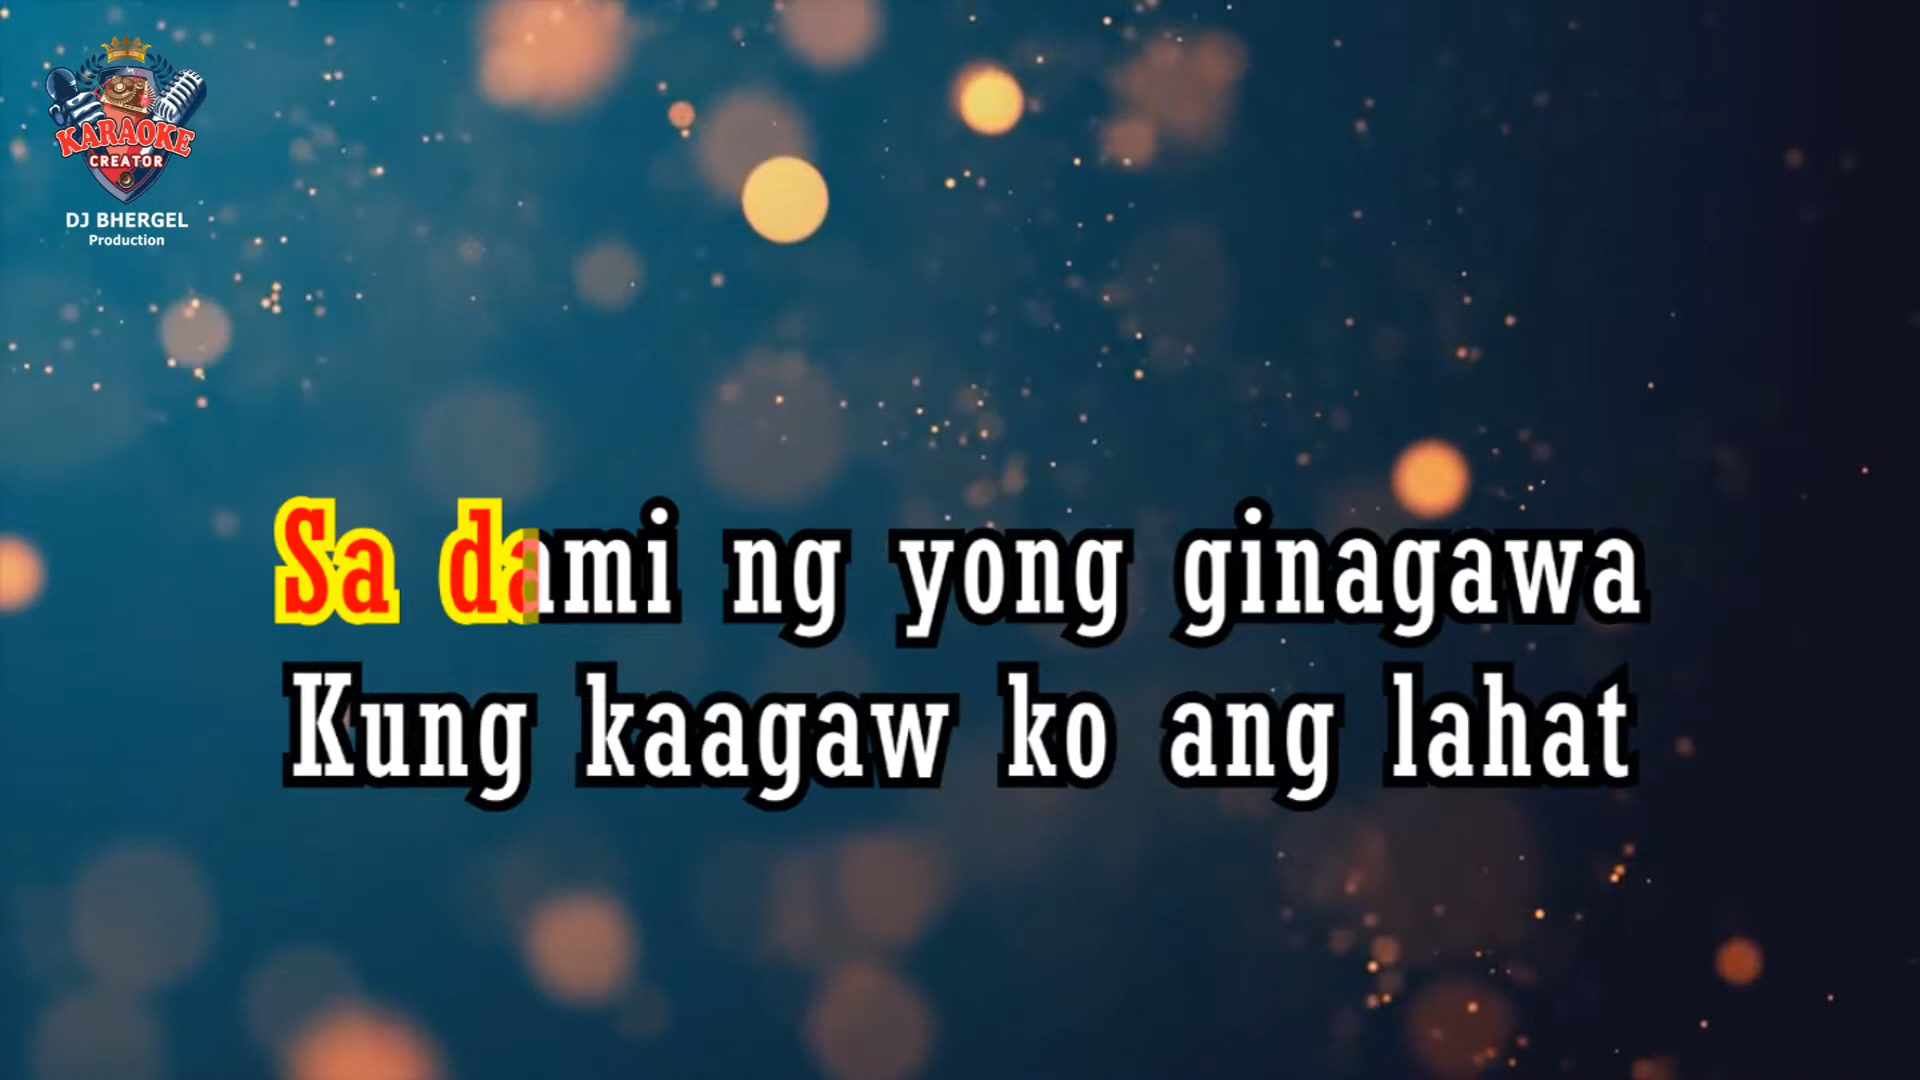 KARAOKE
CREATOR
DJ BHERGEL
Production
Sa dami ng yong ginagawa
Kung kaagaw ko ang lahat